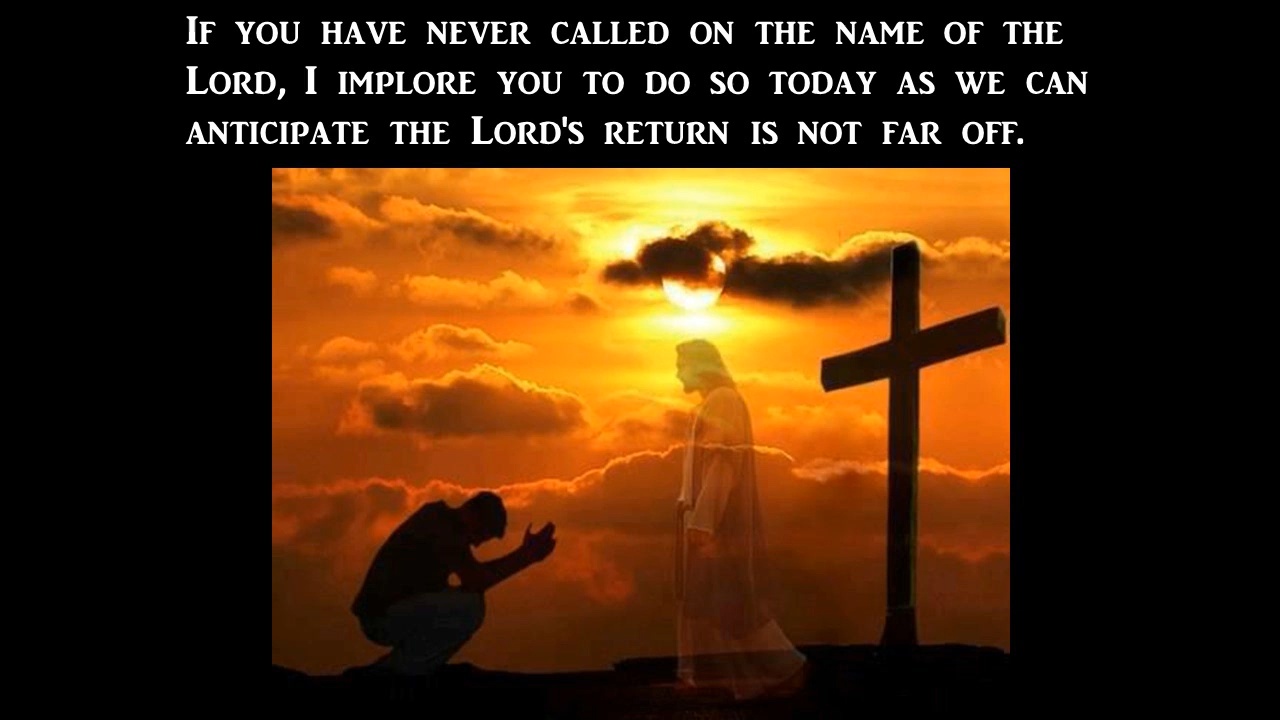 If you have never called on the name of the
Lord, I implore you to do so today as we can
anticipate the Lord's return is not far off.